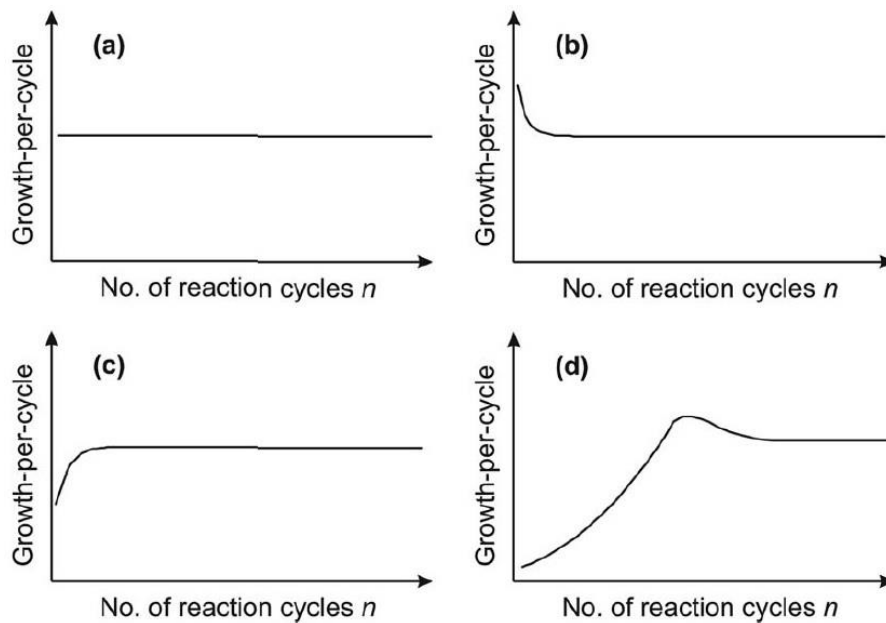 (a)
Growth-per-cycle
No. of reaction cycles n
(b)
Growth-per-cycle
No. of reaction cycles n
(c)
Growth-per-cycle
No. of reaction cycles n
(d)
Growth-per-cycle
No. of reaction cycles n